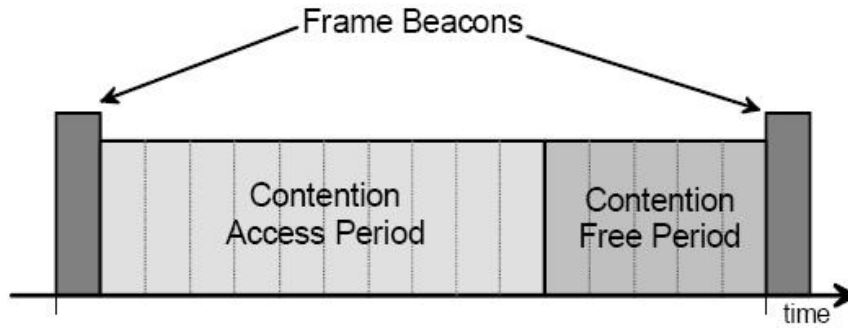 Frame Beacons
Contention
Access Period
Contention
Free Period
time